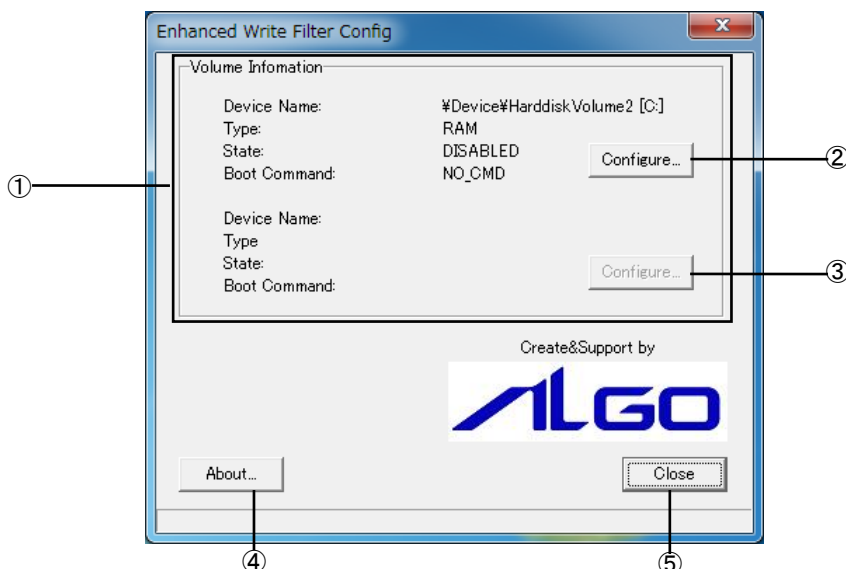 Enhanced Write Filter Config
Volume Infomation
Device Name: ¥Device¥HarddiskVolume2 [C:]
Type: RAM
State: DISABLED
Boot Command: NO_CMD
Configure...
②
①
Device Name:
Type
State:
Boot Command:
Configure...
③
Create&Support by
ALGO
About...
Close
④
⑤